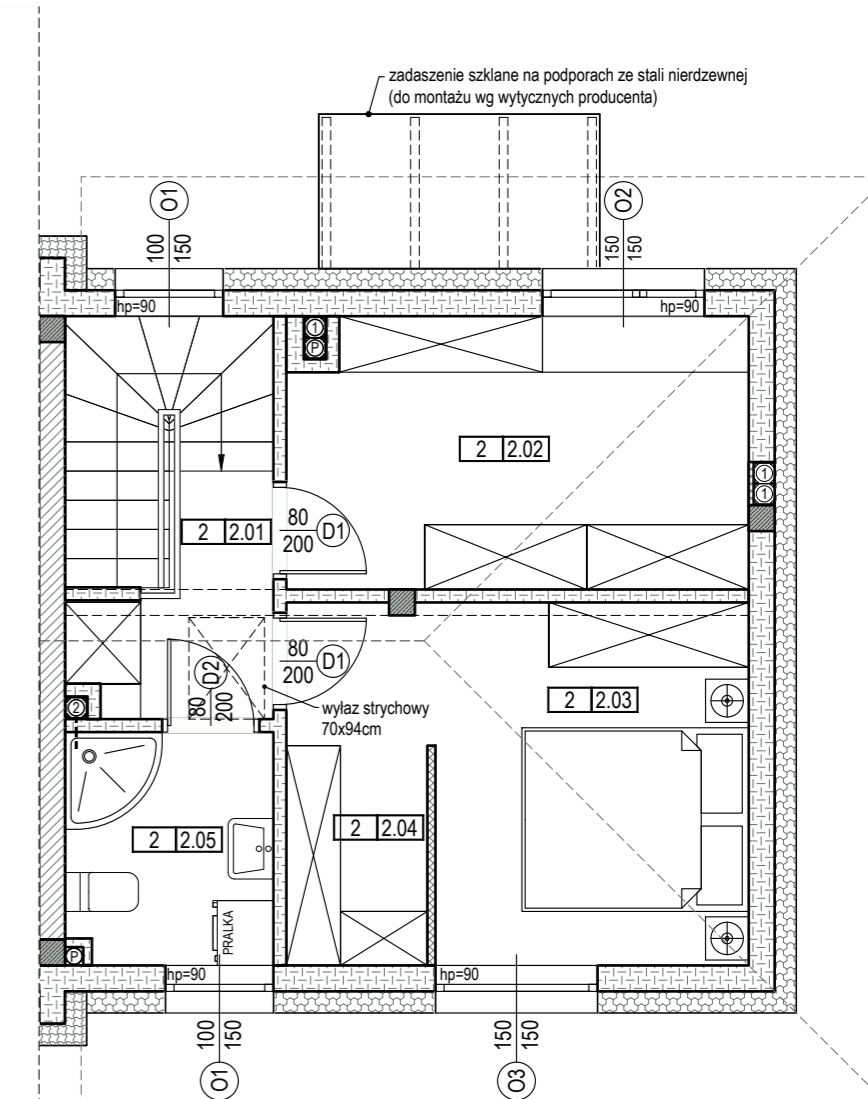 zadaszenie szklane na podporach ze stali nierdzewnej
(do montażu wg wytycznych producenta)
O1
100
150
O2
150
150
hp=90
hp=90
1
P
2 2.02
1
1
2 2.01
80
200
D1
80
200
D1
D2
80
200
wyłaz strychowy
70x94cm
2 2.03
2
2 2.04
2 2.05
PRALKA
P
hp=90
hp=90
100
150
O1
150
150
O3